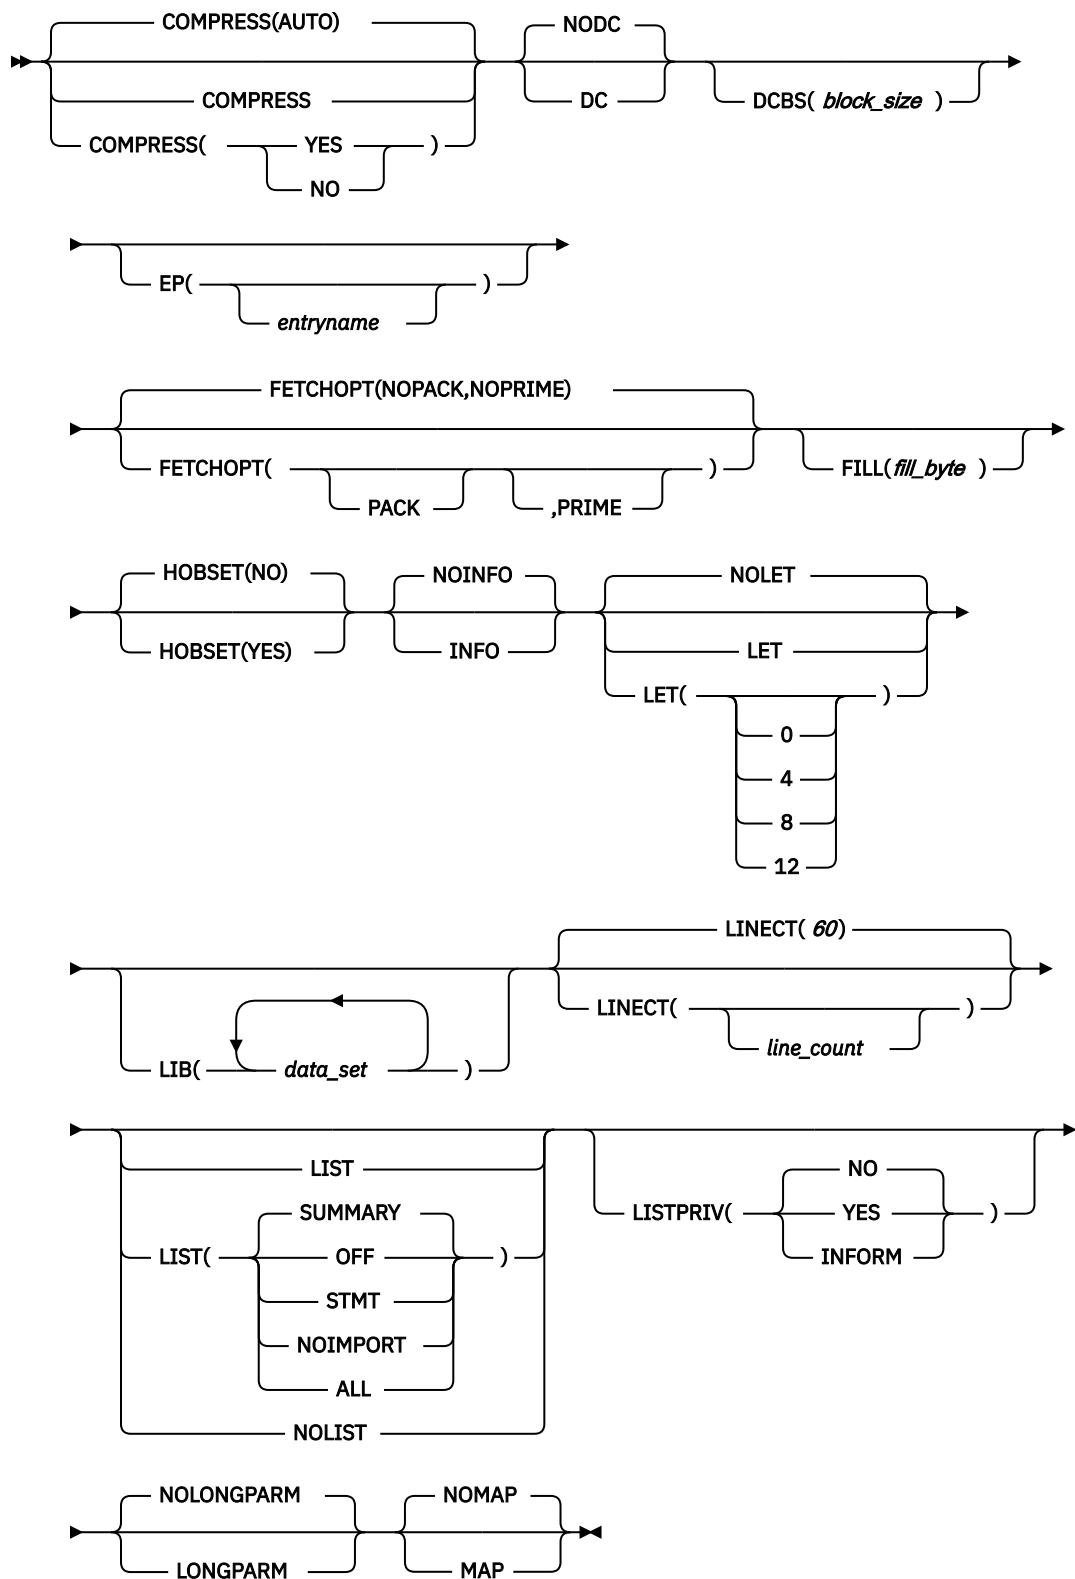 COMPRESS(AUTO) NODC
COMPRESS DC DCBS( block_size )
COMPRESS( YES )
NO
EP( )
entryname
FETCHOPT(NOPACK,NOPRIME)
FETCHOPT( ) FILL( fill_byte )
PACK ,PRIME
HOBSET(NO) NOINFO NOLET
HOBSET(YES) INFO LET
LET( )
0
4
8
12
LINECT( 60)
LINECT( )
line_count
LIB( data_set )
LIST NO
SUMMARY LISTPRIV( YES )
LIST( OFF ) INFORM
STMT
NOIMPORT
ALL
NOLIST
NOLONGPARM NOMAP
LONGPARM MAP